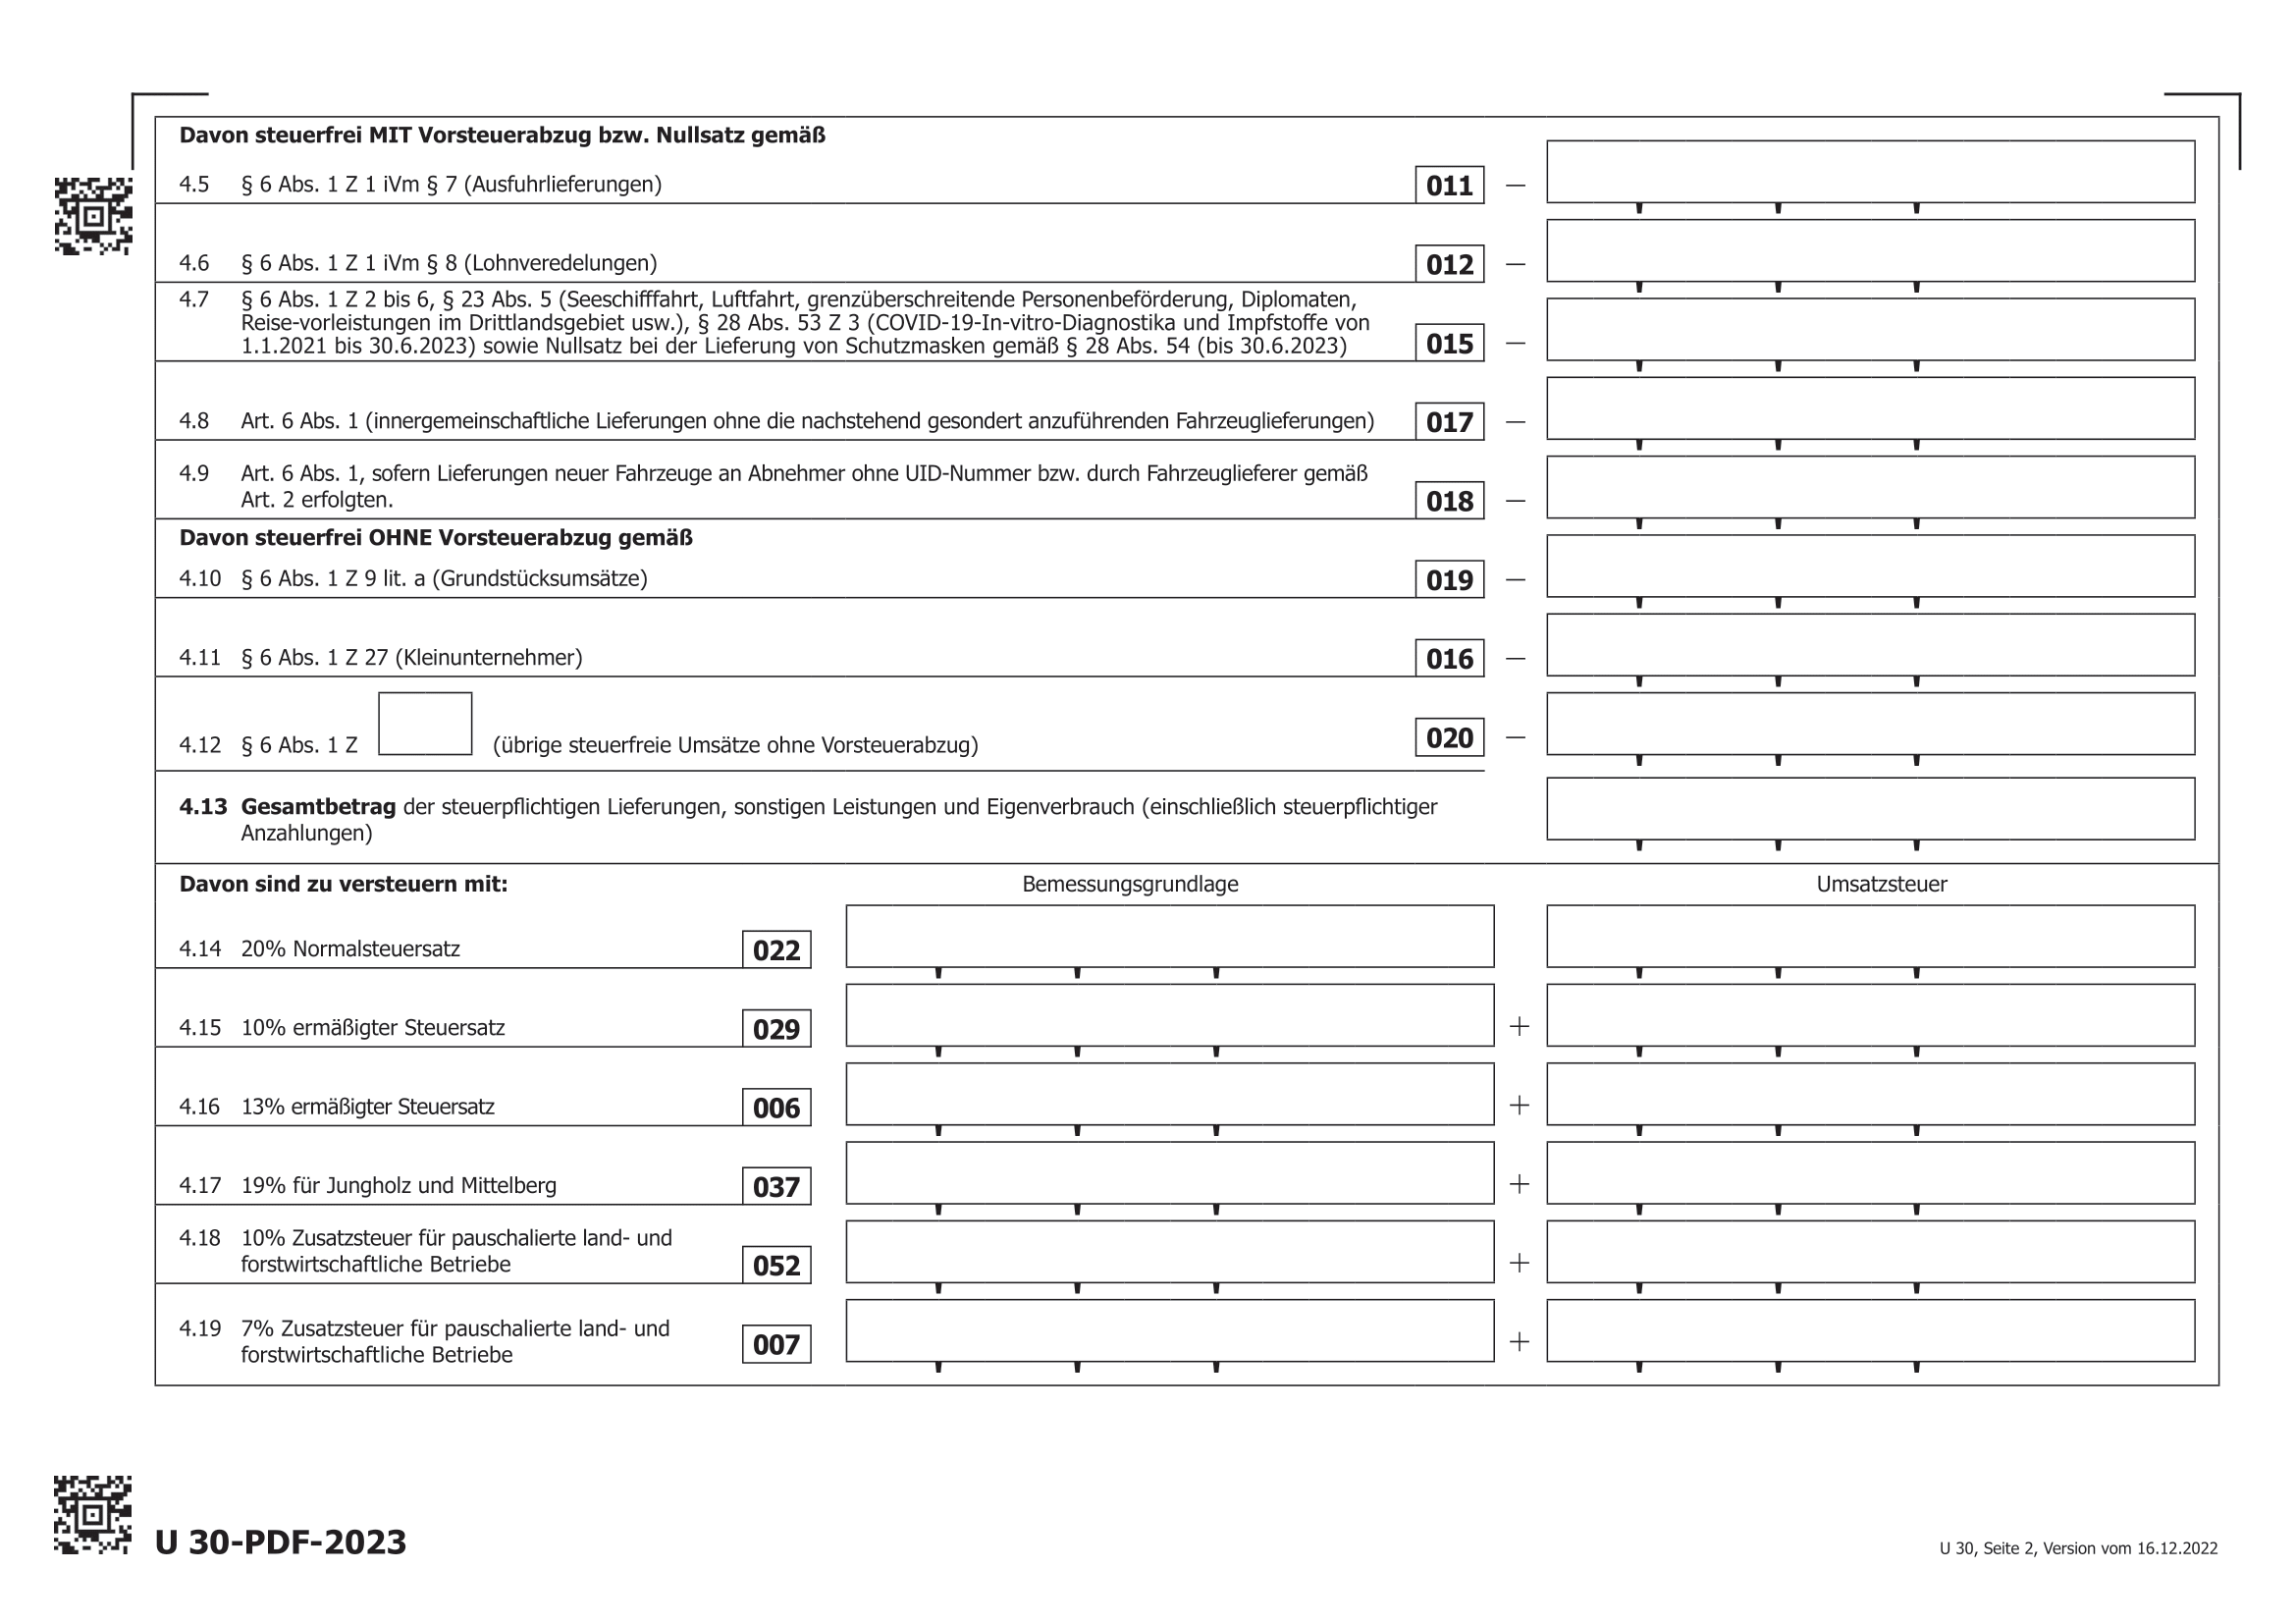 Davon steuerfrei MIT Vorsteuerabzug bzw. Nullsatz gemäß
4.5 § 6 Abs. 1 Z 1 iVm § 7 (Ausfuhrlieferungen) 011 –
4.6 § 6 Abs. 1 Z 1 iVm § 8 (Lohnveredelungen) 012 –
4.7 § 6 Abs. 1 Z 2 bis 6, § 23 Abs. 5 (Seeschifffahrt, Luftfahrt, grenzüberschreitende Personenbeförderung, Diplomaten,
Reise-vorleistungen im Drittlandsgebiet usw.), § 28 Abs. 53 Z 3 (COVID-19-In-vitro-Diagnostika und Impfstoffe von
1.1.2021 bis 30.6.2023) sowie Nullsatz bei der Lieferung von Schutzmasken gemäß § 28 Abs. 54 (bis 30.6.2023) 015 –
4.8 Art. 6 Abs. 1 (innergemeinschaftliche Lieferungen ohne die nachstehend gesondert anzuführenden Fahrzeuglieferungen) 017 –
4.9 Art. 6 Abs. 1, sofern Lieferungen neuer Fahrzeuge an Abnehmer ohne UID-Nummer bzw. durch Fahrzeuglieferer gemäß
Art. 2 erfolgten. 018 –
Davon steuerfrei OHNE Vorsteuerabzug gemäß
4.10 § 6 Abs. 1 Z 9 lit. a (Grundstücksumsätze) 019 –
4.11 § 6 Abs. 1 Z 27 (Kleinunternehmer) 016 –
4.12 § 6 Abs. 1 Z (übrige steuerfreie Umsätze ohne Vorsteuerabzug) 020 –
4.13 Gesamtbetrag der steuerpflichtigen Lieferungen, sonstigen Leistungen und Eigenverbrauch (einschließlich steuerpflichtiger
Anzahlungen)
Davon sind zu versteuern mit: Bemessungsgrundlage Umsatzsteuer
4.14 20% Normalsteuersatz 022
4.15 10% ermäßigter Steuersatz 029 +
4.16 13% ermäßigter Steuersatz 006 +
4.17 19% für Jungholz und Mittelberg 037 +
4.18 10% Zusatzsteuer für pauschalierte land- und
forstwirtschaftliche Betriebe 052 +
4.19 7% Zusatzsteuer für pauschalierte land- und
forstwirtschaftliche Betriebe 007 +
U 30-PDF-2023
U 30, Seite 2, Version vom 16.12.2022